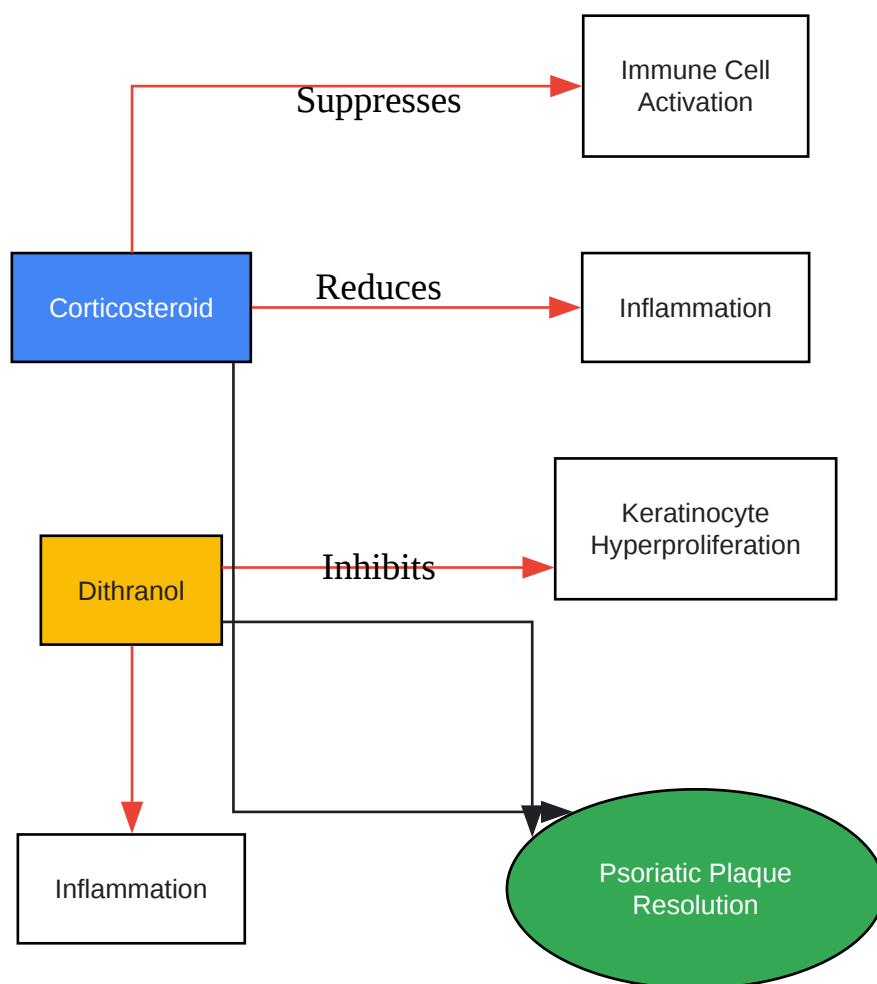 Immune Cell
Activation
Suppresses
Corticosteroid
Reduces
Inflammation
Keratinocyte
Hyperproliferation
Dithranol
Inhibits
Inflammation
Psoriatic Plaque
Resolution